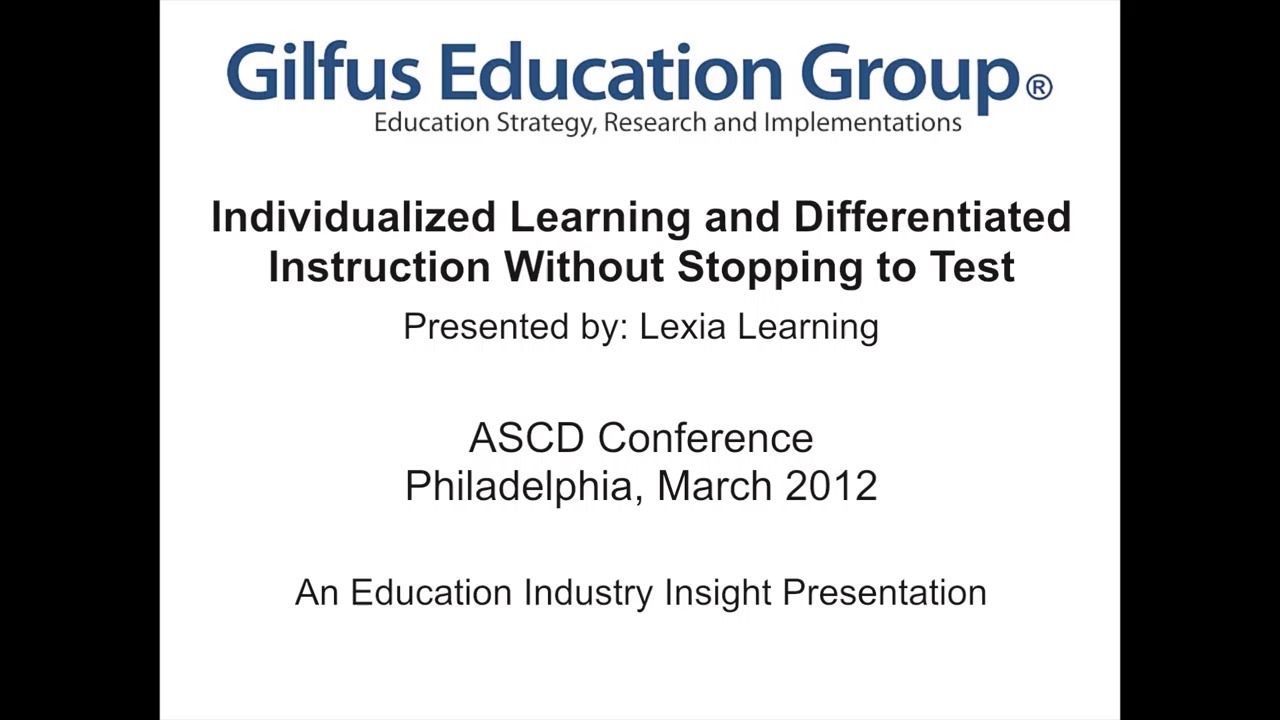 Gilfus Education Group®
Education Strategy, Research and Implementations
Individualized Learning and Differentiated
Instruction Without Stopping to Test
Presented by: Lexia Learning
ASCD Conference
Philadelphia, March 2012
An Education Industry Insight Presentation